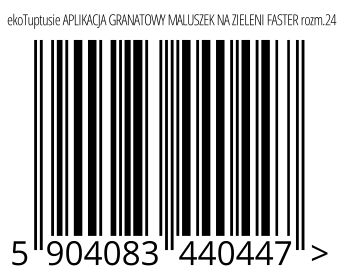 ekoTuptusie APLIKACJA GRANATOWY MALUSZEK NA ZIELENI FASTER rozm.24
5 904083 440447 >